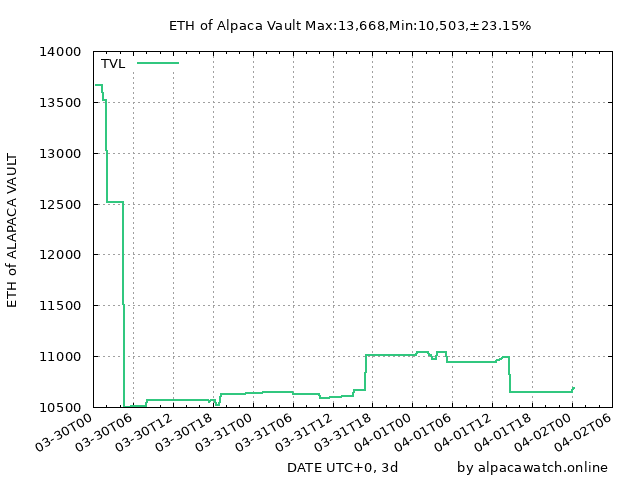 ETH of Alpaca Vault Max:13,668,Min:10,503,±23.15%
TVL
14000
13500
13000
12500
12000
11500
11000
10500
ETH of ALAPACA VAULT
03-30T00
03-30T06
03-30T12
03-30T18
03-31T00
03-31T06
03-31T12
03-31T18
04-01T00
04-01T06
04-01T12
04-01T18
04-02T00
04-02T06
DATE UTC+0, 3d
by alpacawatch.online